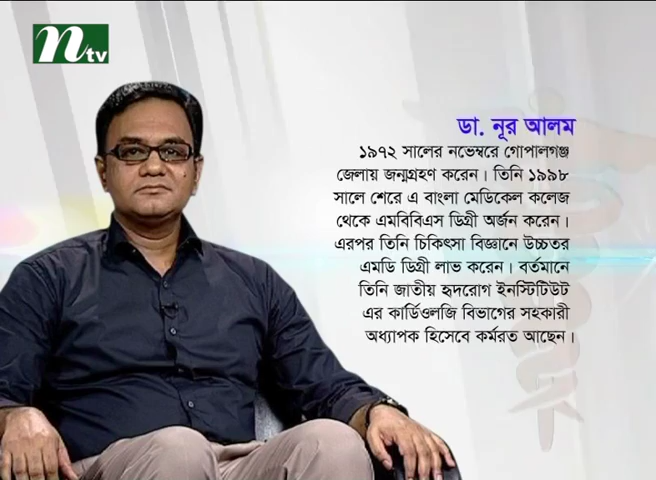 ntv
ডা. নূর আলম
১৯৭২ সালের নভেম্বরে গোপালগঞ্জ
জেলায় জন্মগ্রহণ করেন। তিনি ১৯৯৮
সালে শেরে এ বাংলা মেডিকেল কলেজ
থেকে এমবিবিএস ডিগ্রী অর্জন করেন।
এরপর তিনি চিকিৎসা বিজ্ঞানে উচ্চতর
এমডি ডিগ্রী লাভ করেন। বর্তমানে
তিনি জাতীয় হৃদরোগ ইনস্টিটিউট
এর কার্ডিওলজি বিভাগের সহকারী
অধ্যাপক হিসেবে কর্মরত আছেন।